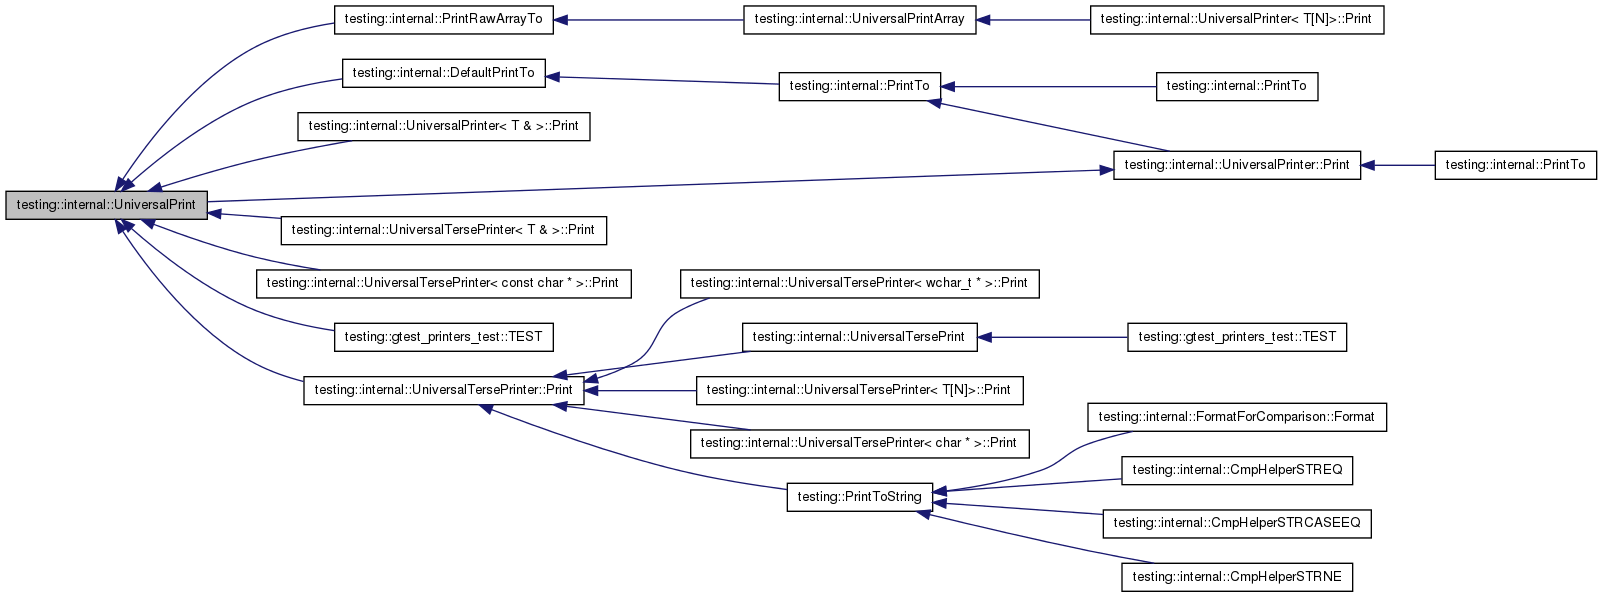 testing::internal::PrintRawArrayTo
testing::internal::UniversalPrintArray
testing::internal::UniversalPrinter< T[N]>::Print
testing::internal::DefaultPrintTo
testing::internal::PrintTo
testing::internal::PrintTo
testing::internal::UniversalPrinter< T & >::Print
testing::internal::UniversalPrinter::Print
testing::internal::PrintTo
testing::internal::UniversalPrint
testing::internal::UniversalTersePrinter< T & >::Print
testing::internal::UniversalTersePrinter< const char * >::Print
testing::internal::UniversalTersePrinter< wchar_t * >::Print
testing::gtest_printers_test::TEST
testing::internal::UniversalTersePrint
testing::gtest_printers_test::TEST
testing::internal::UniversalTersePrinter::Print
testing::internal::UniversalTersePrinter< T[N]>::Print
testing::internal::FormatForComparison::Format
testing::internal::UniversalTersePrinter< char * >::Print
testing::internal::CmpHelperSTREQ
testing::PrintToString
testing::internal::CmpHelperSTRCASEEQ
testing::internal::CmpHelperSTRNE